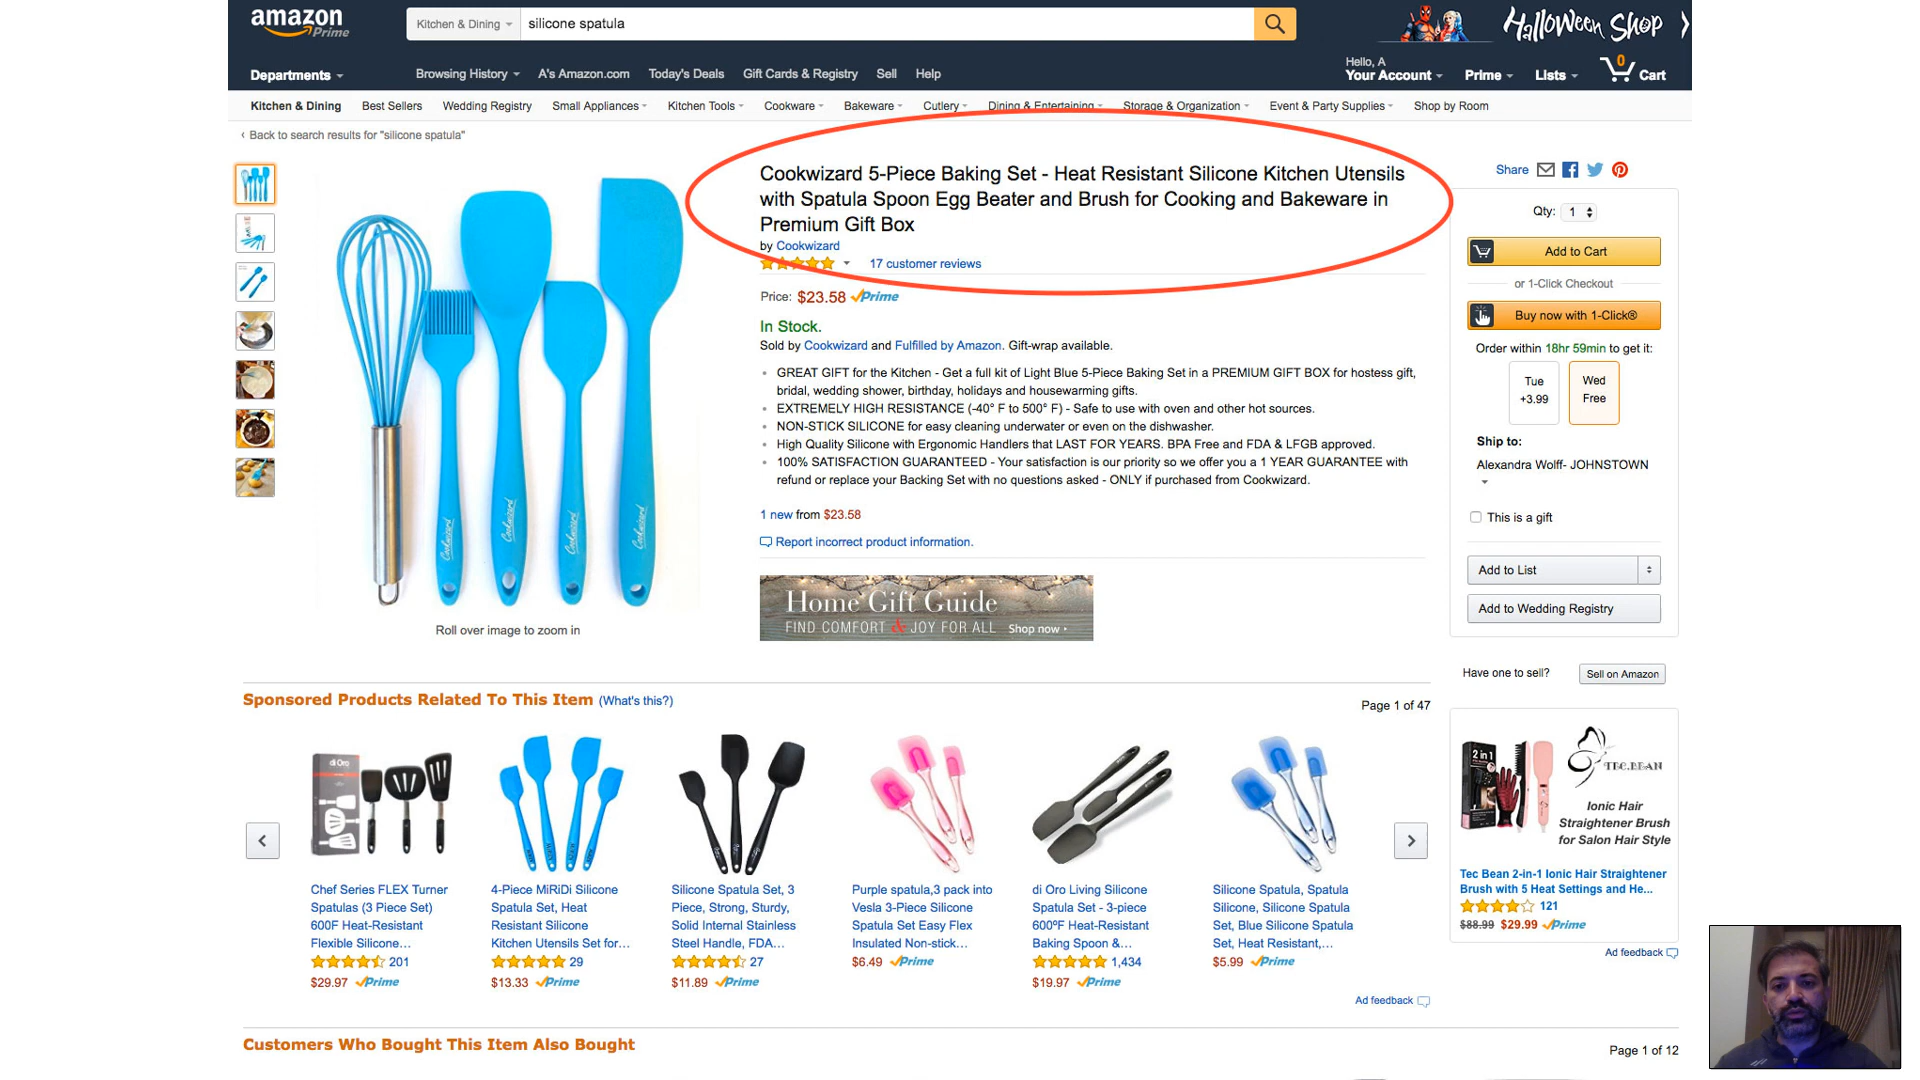 amazon
Prime
Kitchen & Dining
silicone spatula
Halloween Shop
Departments
Browsing History
A's Amazon.com
Today's Deals
Gift Cards & Registry
Sell
Help
Hello, A
Your Account
Prime
Lists
0
Cart
Kitchen & Dining
Best Sellers
Wedding Registry
Small Appliances
Kitchen Tools
Cookware
Bakeware
Cutlery
Dining & Entertaining
Storage & Organization
Event & Party Supplies
Shop by Room
‹ Back to search results for "silicone spatula"
Cookwizard
Cookwizard
Cookwizard
Cookwizard
Roll over image to zoom in
Cookwizard 5-Piece Baking Set - Heat Resistant Silicone Kitchen Utensils
with Spatula Spoon Egg Beater and Brush for Cooking and Bakeware in
Premium Gift Box
by Cookwizard
17 customer reviews
Price: $23.58 Prime
In Stock.
Sold by Cookwizard and Fulfilled by Amazon. Gift-wrap available.
GREAT GIFT for the Kitchen - Get a full kit of Light Blue 5-Piece Baking Set in a PREMIUM GIFT BOX for hostess gift,
bridal, wedding shower, birthday, holidays and housewarming gifts.
EXTREMELY HIGH RESISTANCE (-40° F to 500° F) - Safe to use with oven and other hot sources.
NON-STICK SILICONE for easy cleaning underwater or even on the dishwasher.
High Quality Silicone with Ergonomic Handlers that LAST FOR YEARS. BPA Free and FDA & LFGB approved.
100% SATISFACTION GUARANTEED - Your satisfaction is our priority so we offer you a 1 YEAR GUARANTEE with
refund or replace your Backing Set with no questions asked - ONLY if purchased from Cookwizard.
1 new from $23.58
Report incorrect product information.
Home Gift Guide
FIND COMFORT & JOY FOR ALL Shop now
Share
Qty: 1
Add to Cart
or 1-Click Checkout
Buy now with 1-Click®
Order within 18hr 59min to get it:
Tue
+3.99
Wed
Free
Ship to:
Alexandra Wolff- JOHNSTOWN
This is a gift
Add to List
Add to Wedding Registry
Have one to sell?
Sell on Amazon
Sponsored Products Related To This Item (What's this?)
Page 1 of 47
di Oro
Chef Series FLEX Turner
Spatulas (3 Piece Set)
600F Heat-Resistant
Flexible Silicone...
201
$29.97 Prime
4-Piece MiRiDi Silicone
Spatula Set, Heat
Resistant Silicone
Kitchen Utensils Set for...
29
$13.33 Prime
Silicone Spatula Set, 3
Piece, Strong, Sturdy,
Solid Internal Stainless
Steel Handle, FDA...
27
$11.89 Prime
Purple spatula,3 pack into
Vesla 3-Piece Silicone
Spatula Set Easy Flex
Insulated Non-stick...
$6.49 Prime
di Oro Living Silicone
Spatula Set - 3-piece
600ºF Heat-Resistant
Baking Spoon &...
1,434
$19.97 Prime
Silicone Spatula, Spatula
Silicone, Silicone Spatula
Set, Blue Silicone Spatula
Set, Heat Resistant,...
$5.99 Prime
Ad feedback
2 in 1
TEC.BEAN
Ionic Hair
Straightener Brush
for Salon Hair Style
Tec Bean 2-in-1 Ionic Hair Straightener
Brush with 5 Heat Settings and He...
121
$88.99 $29.99 Prime
Ad feedback
Customers Who Bought This Item Also Bought
Page 1 of 12